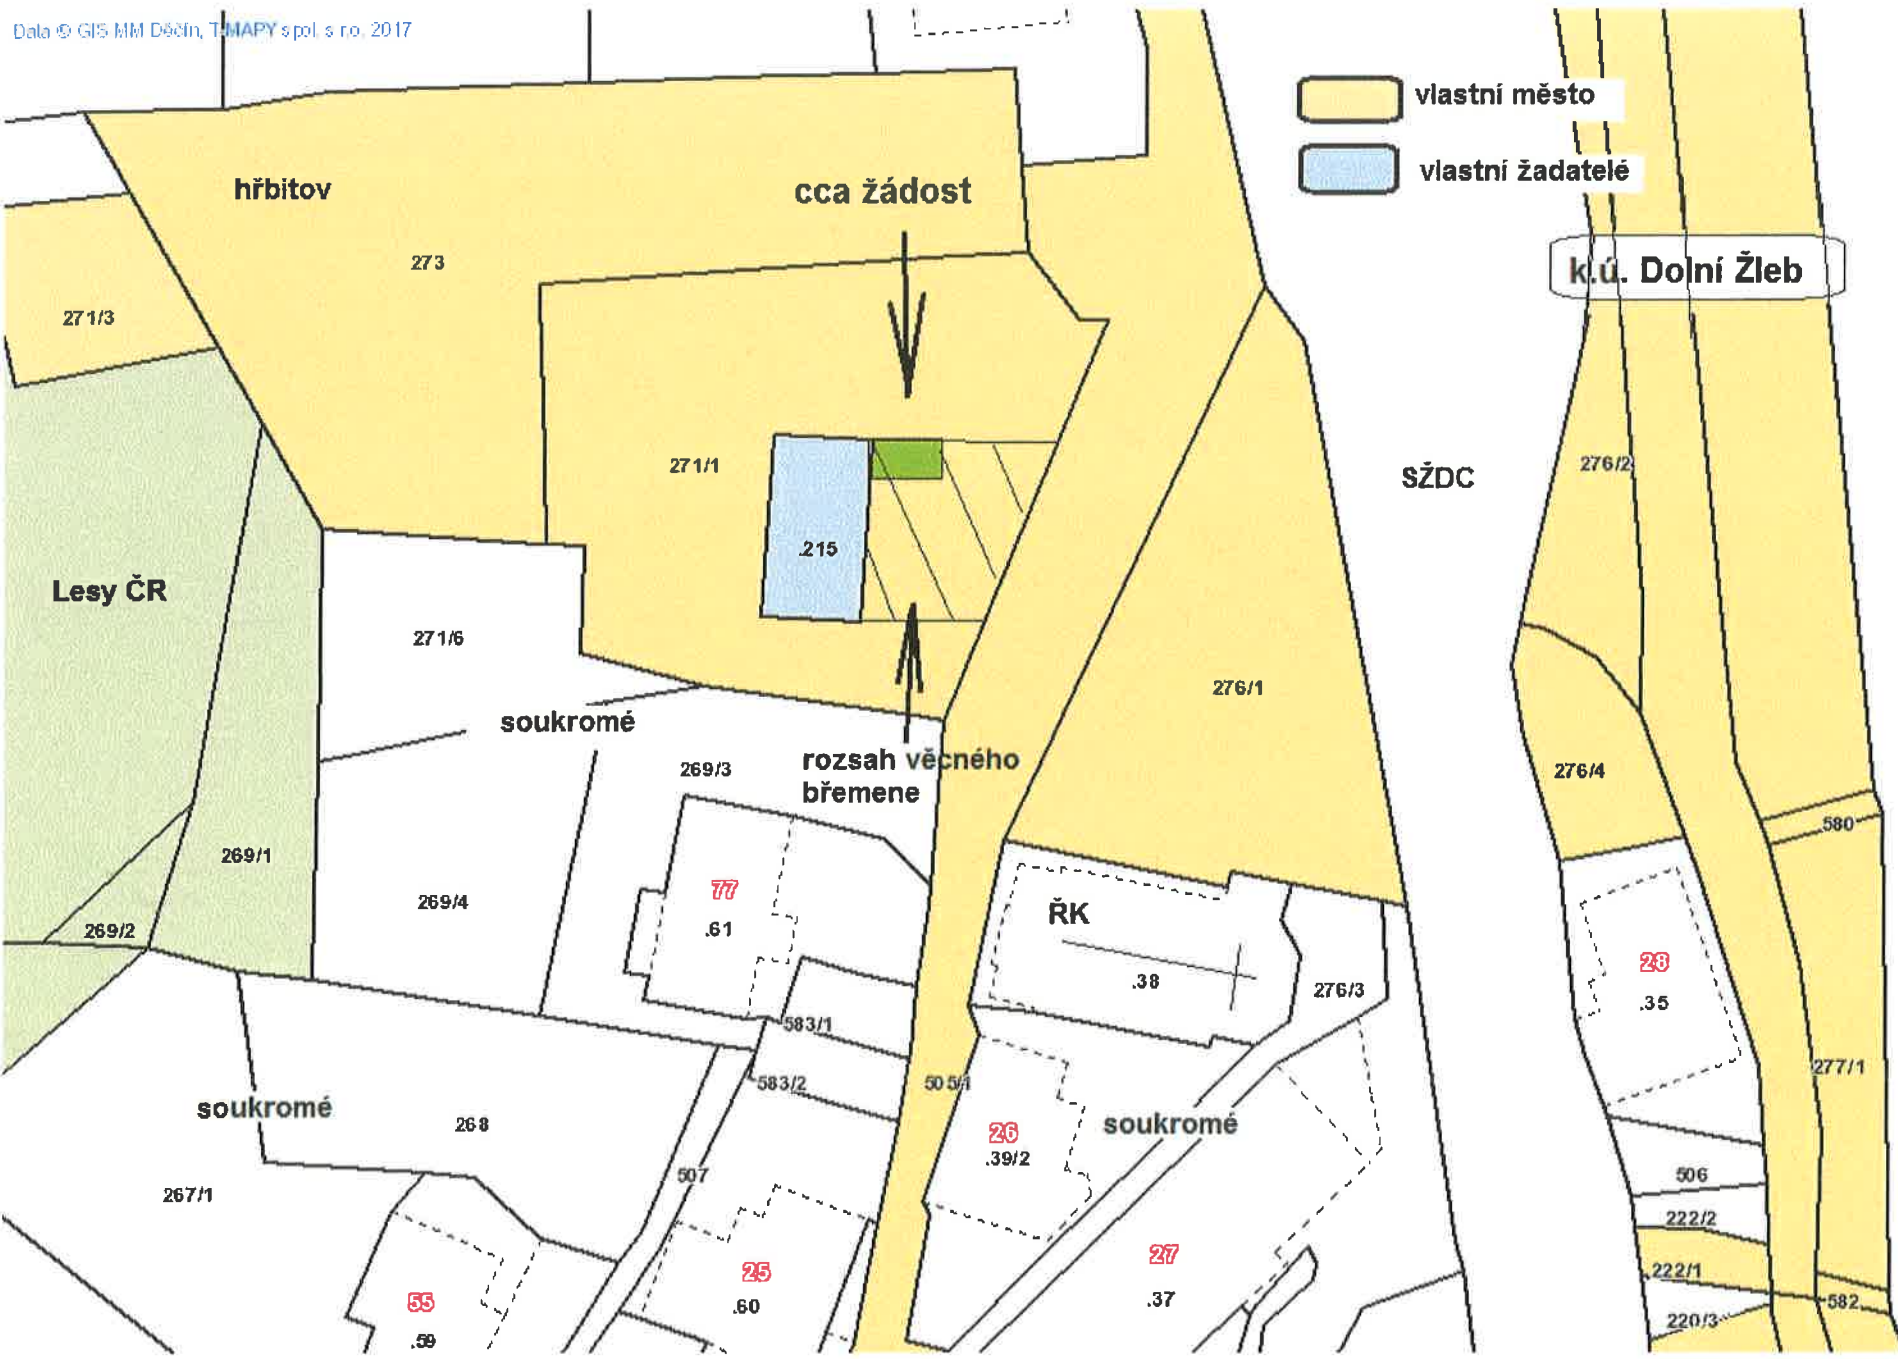 Data © GIS MM Děčín, T-MAPY spol. s r.o. 2017
vlastní město
vlastní žadatelé
hřbitov
cca žádost
273
k.ú. Dolní Žleb
271/3
271/1
276/2
SŽDC
.215
Lesy ČR
271/6
276/1
soukromé
269/3
rozsah věcného
břemene
276/4
580
269/1
77
269/4
.61
269/2
ŘK
.38
276/3
28
.35
583/1
583/2
505/1
277/1
soukromé
268
26
.39/2
soukromé
507
506
267/1
222/2
27
222/1
25
.60
.37
55
.59
582
220/3